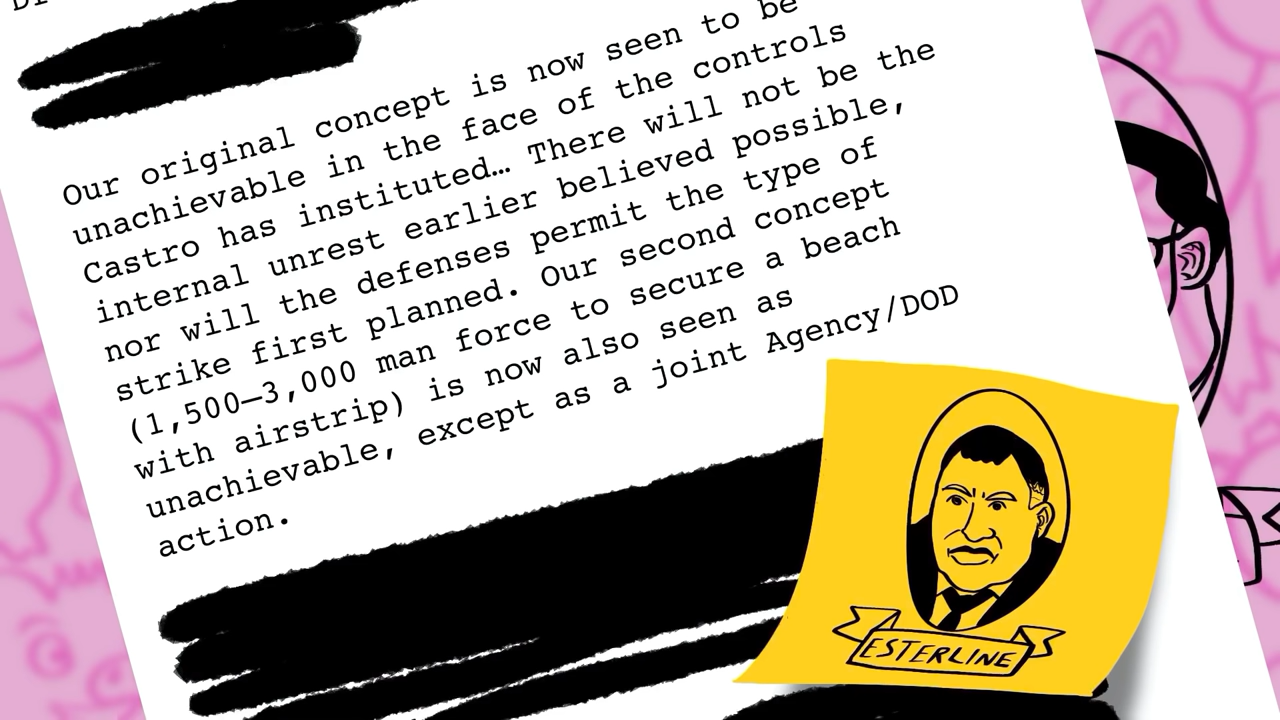 Our original concept is now seen to be
unachievable in the face of the controls
Castro has instituted… There will not be the
internal unrest earlier believed possible,
nor will the defenses permit the type of
strike first planned. Our second concept
(1,500–3,000 man force to secure a beach
with airstrip) is now also seen as
unachievable, except as a joint Agency/DOD
action.
ESTERLINE